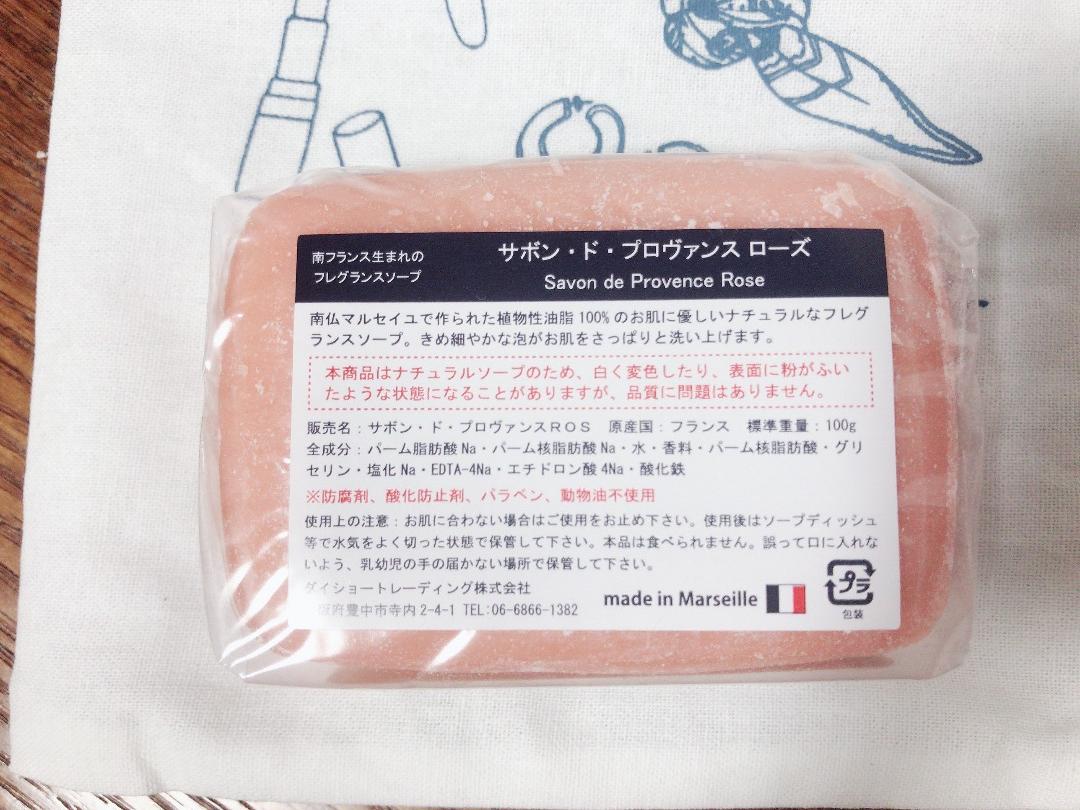 南フランス生まれの
フレグランスソープ
サボン・ド・プロヴァンス ローズ
Savon de Provence Rose
南仏マルセイユで作られた植物性油脂100%のお肌に優しいナチュラルなフレグ
ランスソープ。きめ細やかな泡がお肌をさっぱりと洗い上げます。
本商品はナチュラルソープのため、白く変色したり、表面に粉がふい
たような状態になることがありますが、品質に問題はありません。
販売名：サボン・ド・プロヴァンスROS 原産国：フランス 標準重量：100g
全成分：パーム脂肪酸Na・パーム核脂肪酸Na・水・香料・パーム核脂肪酸・グリ
セリン・塩化Na・EDTA-4Na・エチドロン酸4Na・酸化鉄
※防腐剤、酸化防止剤、パラベン、動物油不使用
使用上の注意：お肌に合わない場合はご使用をお止め下さい。使用後はソープディッシュ
等で水気をよく切った状態で保管して下さい。本品は食べられません。誤って口に入れな
いよう、乳幼児の手の届かない場所で保管して下さい。
ダイショートレーディング株式会社
阪府豊中市寺内2-4-1 TEL:06-6866-1382
made in Marseille
プラ
包装